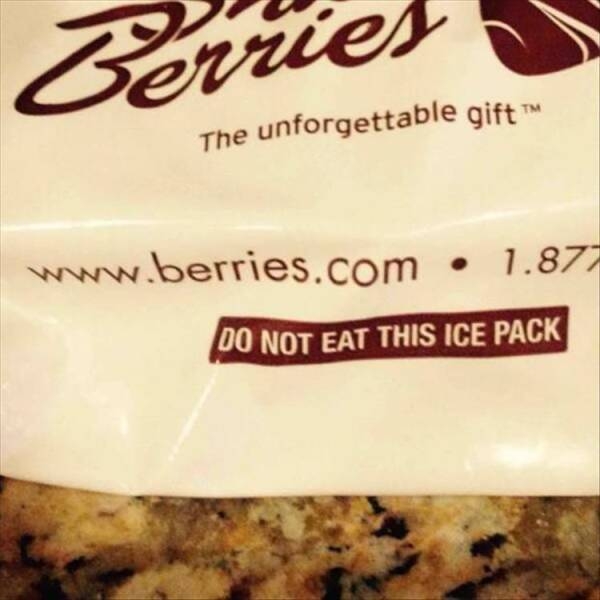 Berries
The unforgettable gift™
www.berries.com • 1.877
DO NOT EAT THIS ICE PACK